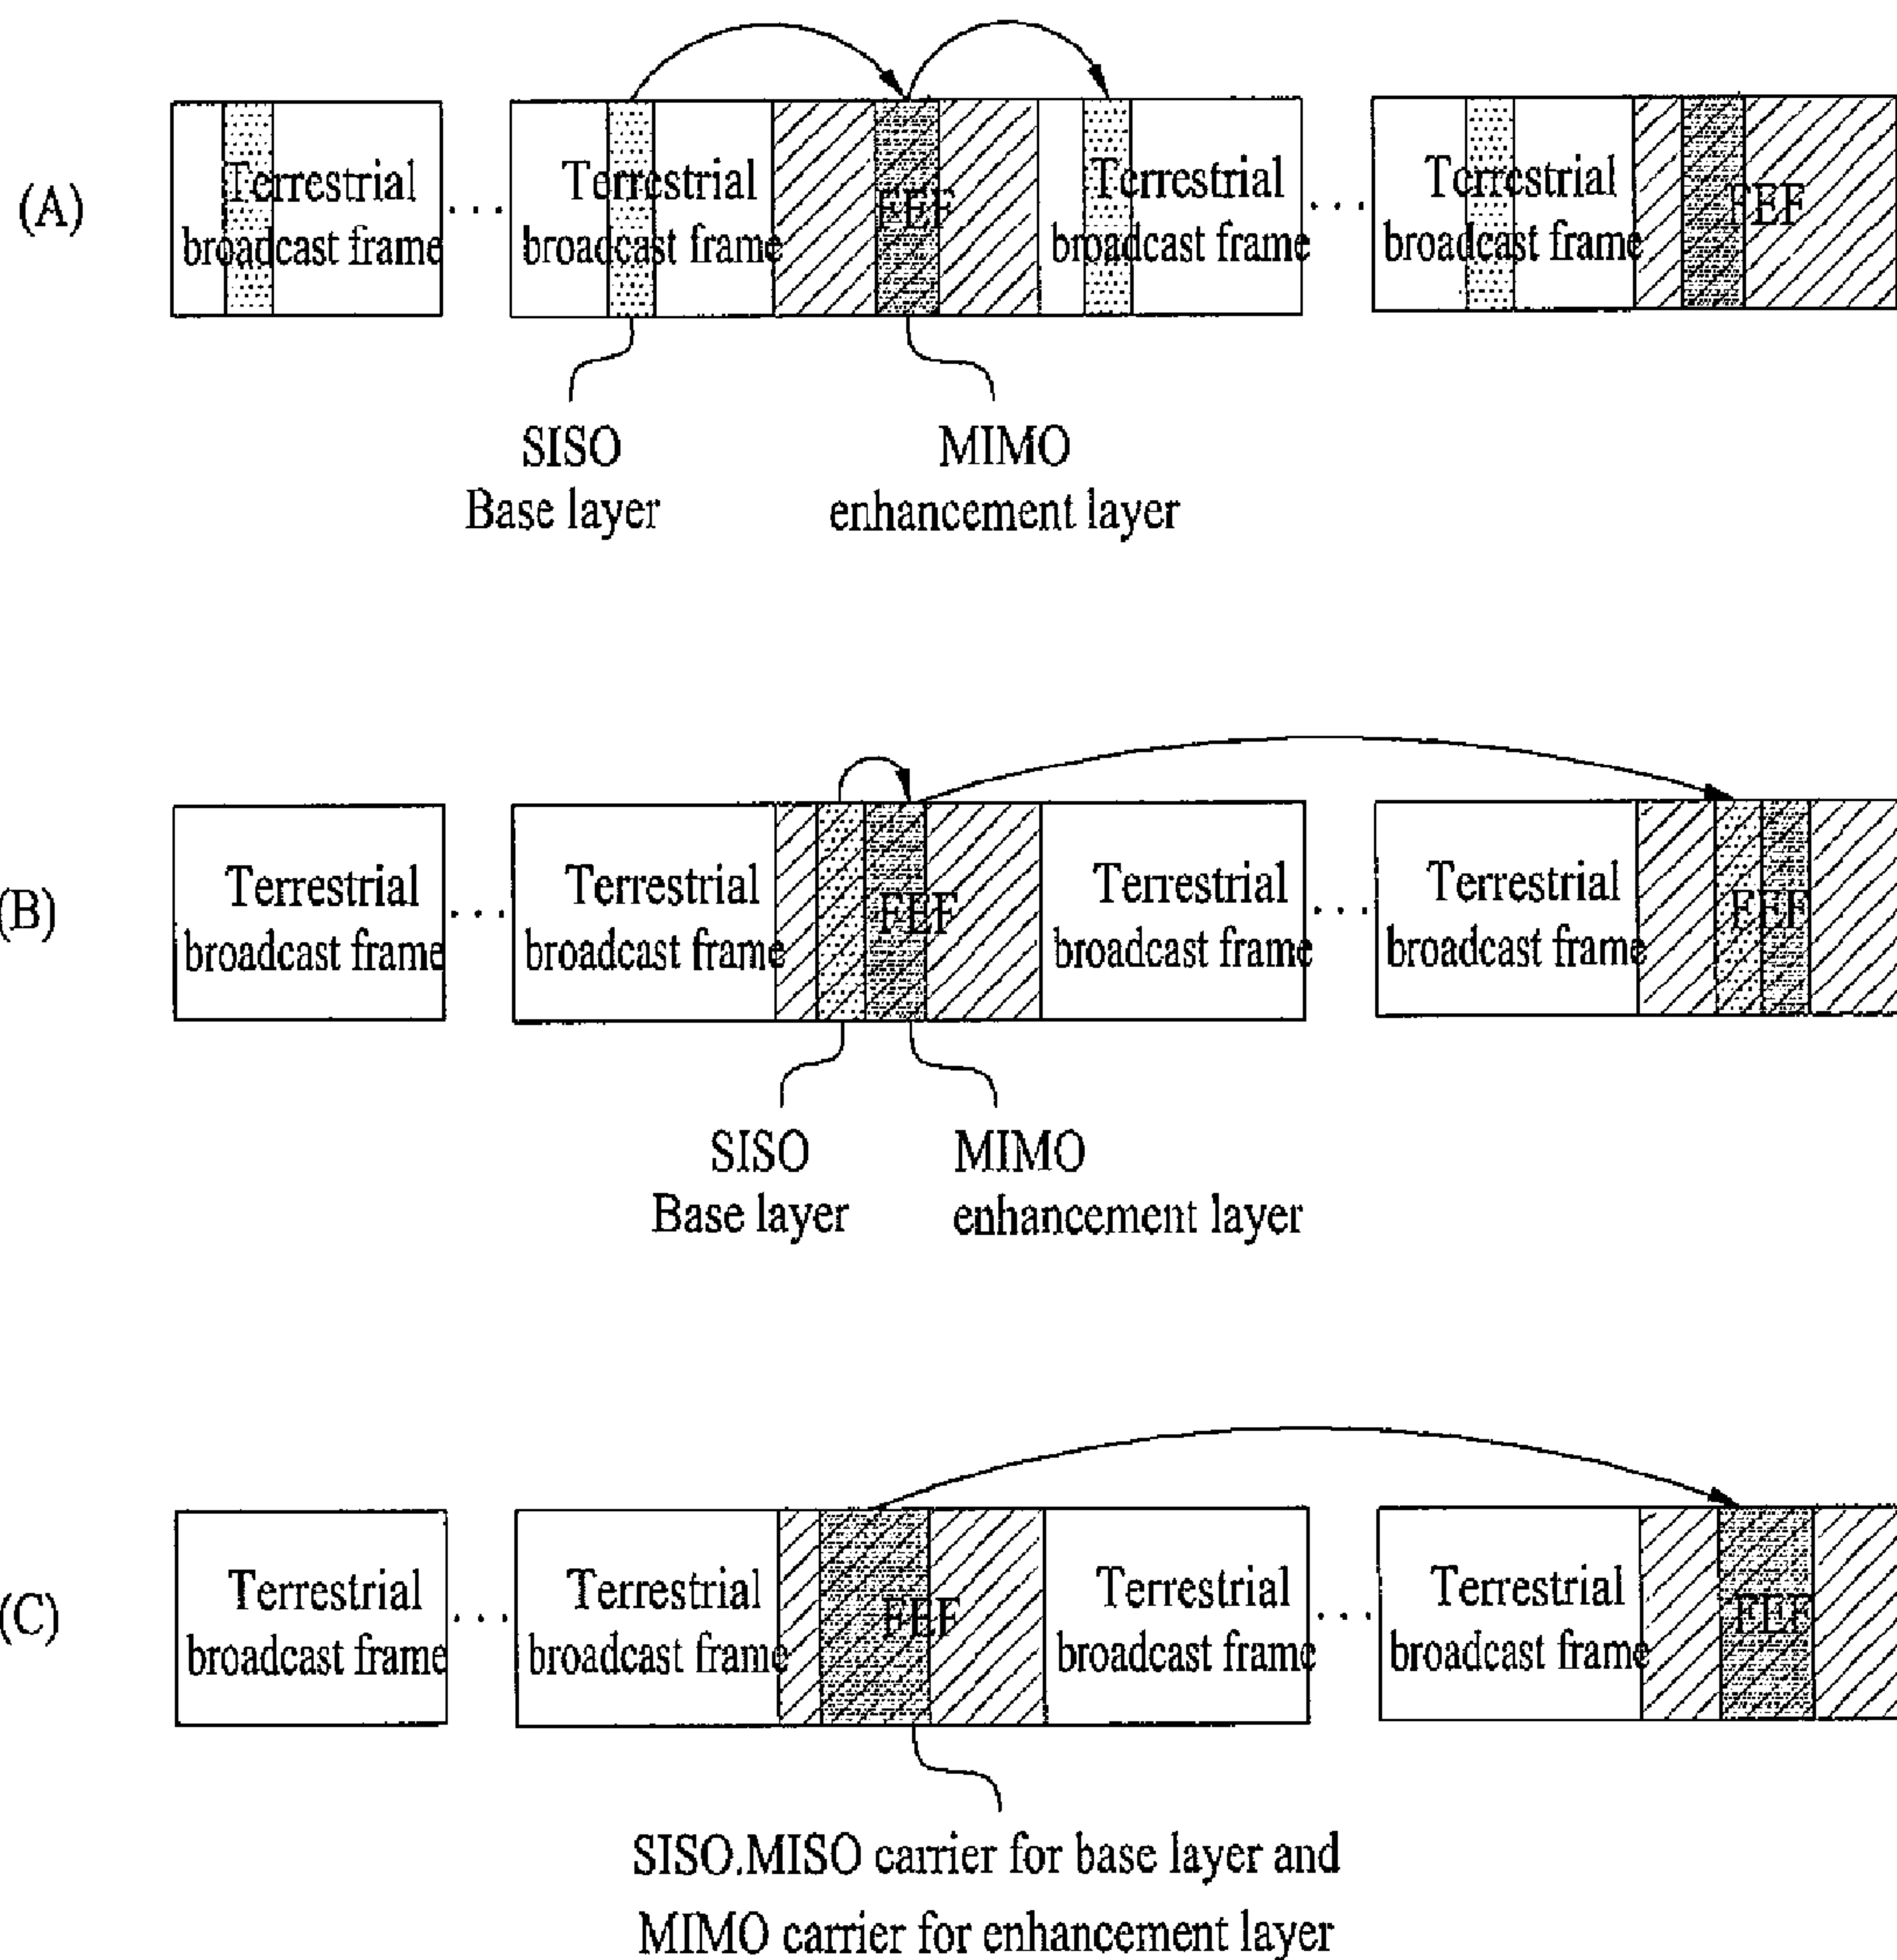 (A)
Terrestrial
broadcast frame
...
Terrestrial
broadcast frame
FEF
Terrestrial
broadcast frame
...
Terrestrial
broadcast frame
FEF
SISO
Base layer
MIMO
enhancement layer
(B)
Terrestrial
broadcast frame
...
Terrestrial
broadcast frame
FEF
Terrestrial
broadcast frame
...
Terrestrial
broadcast frame
FEF
SISO
Base layer
MIMO
enhancement layer
(C)
Terrestrial
broadcast frame
...
Terrestrial
broadcast frame
FEF
Terrestrial
broadcast frame
...
Terrestrial
broadcast frame
FEF
SISO.MISO carrier for base layer and
MIMO carrier for enhancement layer